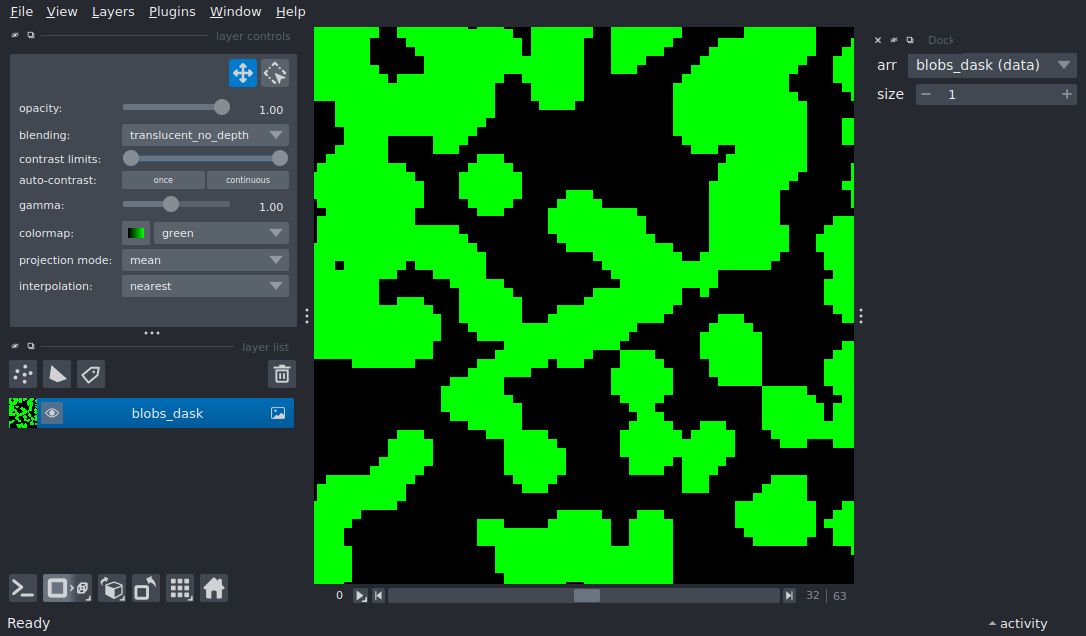 File View Layers Plugins Window Help
layer controls
opacity: 1.00
blending: translucent_no_depth
contrast limits:
auto-contrast: once continuous
gamma: 1.00
colormap: green
projection mode: mean
interpolation: nearest
layer list
blobs_dask
Dock
arr blobs_dask (data)
size 1
0 32 63
Ready
activity